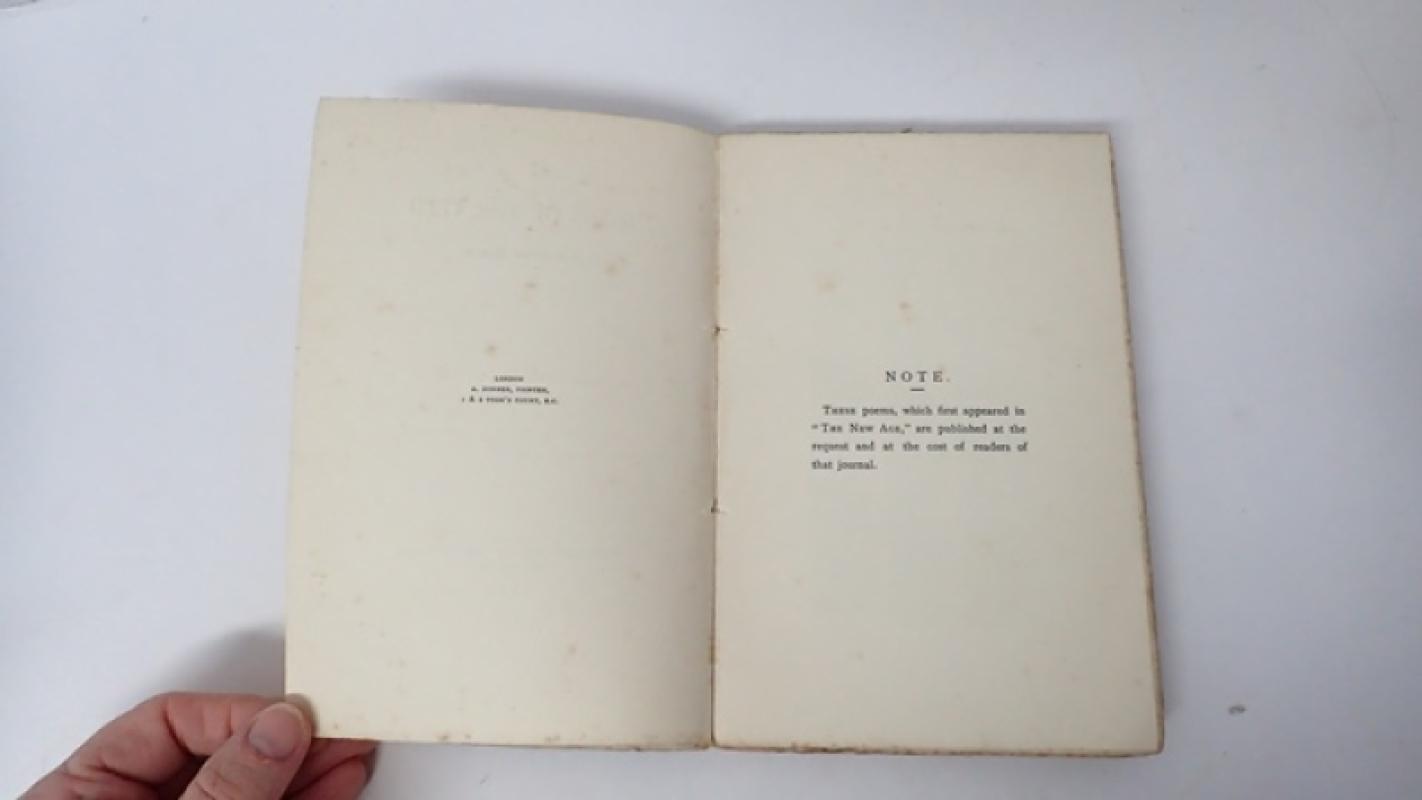 LONDON
A. BONNER, PRINTER,
1 & 2 TOOK'S COURT, E.C.
NOTE.
These poems, which first appeared in
"The New Age," are published at the
request and at the cost of readers of
that journal.